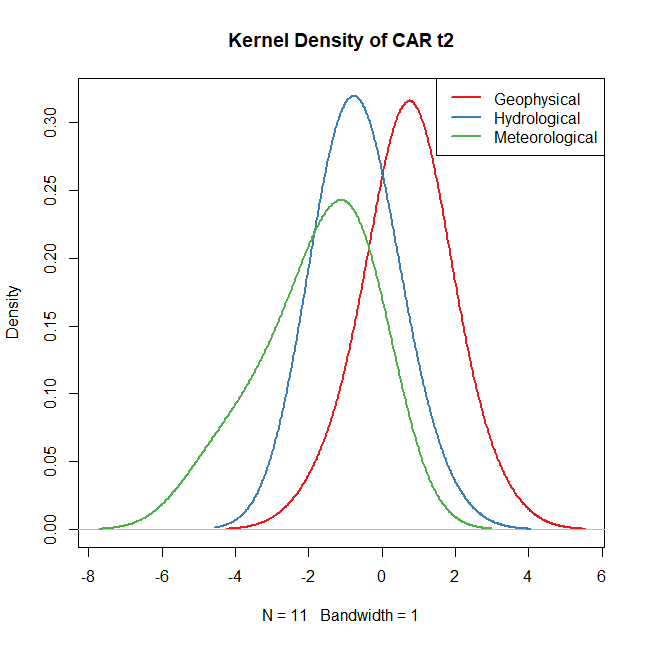 Kernel Density of CAR t2
Geophysical
Hydrological
Meteorological
Density
0.30
0.25
0.20
0.15
0.10
0.05
0.00
-8 -6 -4 -2 0 2 4 6
N = 11 Bandwidth = 1